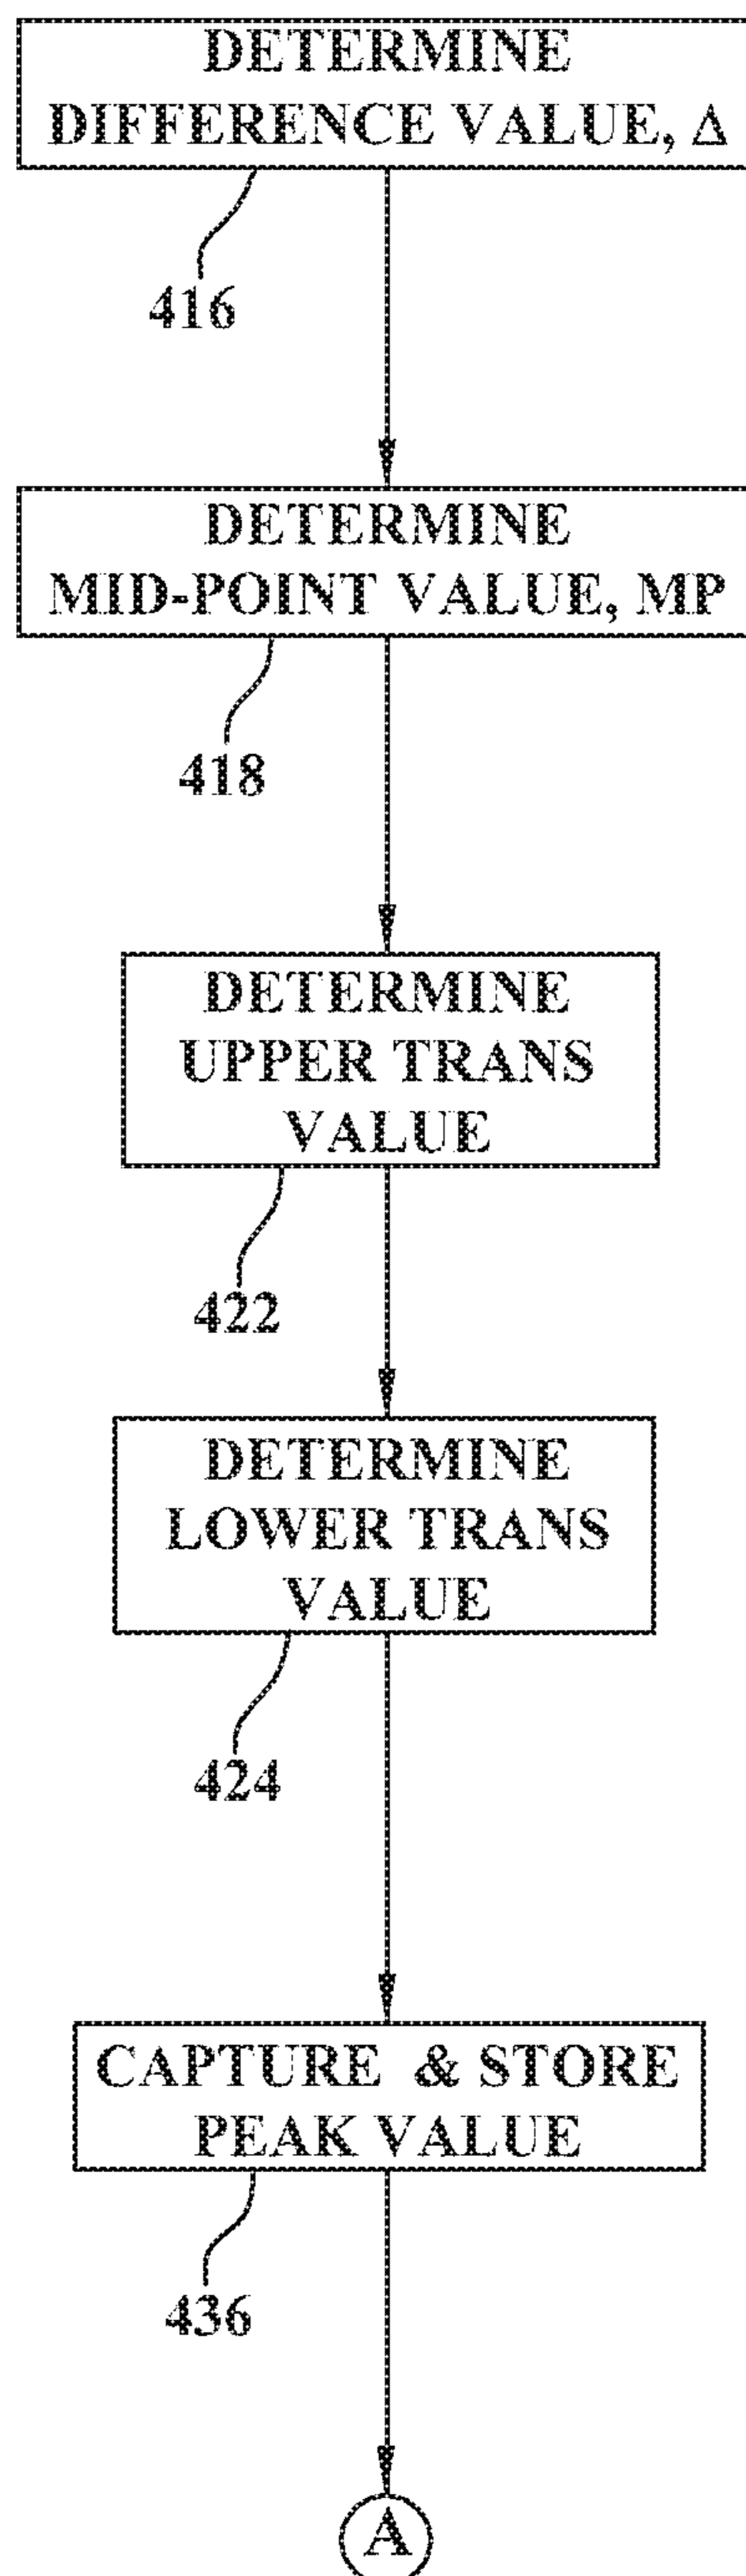 DETERMINE
DIFFERENCE VALUE, Δ
416
DETERMINE
MID-POINT VALUE, MP
418
DETERMINE
UPPER TRANS
VALUE
422
DETERMINE
LOWER TRANS
VALUE
424
CAPTURE & STORE
PEAK VALUE
436
A